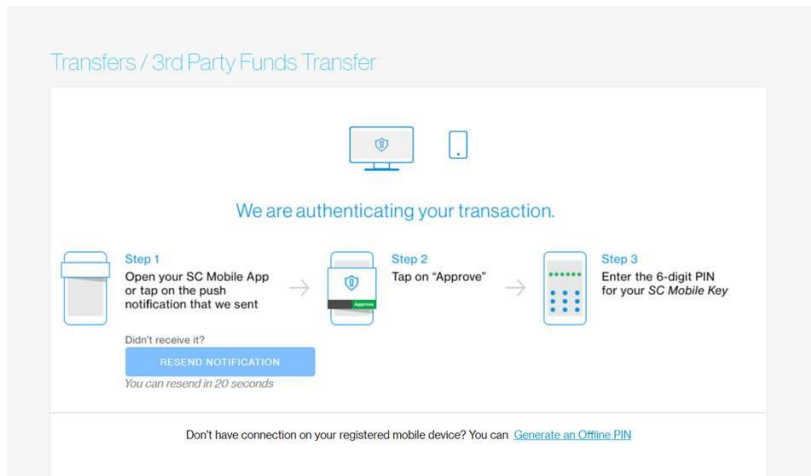 Transfers / 3rd Party Funds Transfer
We are authenticating your transaction.
Step 1
Open your SC Mobile App
or tap on the push
notification that we sent
Didn't receive it?
RESEND NOTIFICATION
You can resend in 20 seconds
Step 2
Tap on “Approve”
Approve
Step 3
Enter the 6-digit PIN
for your SC Mobile Key
Don't have connection on your registered mobile device? You can Generate an Offline PIN